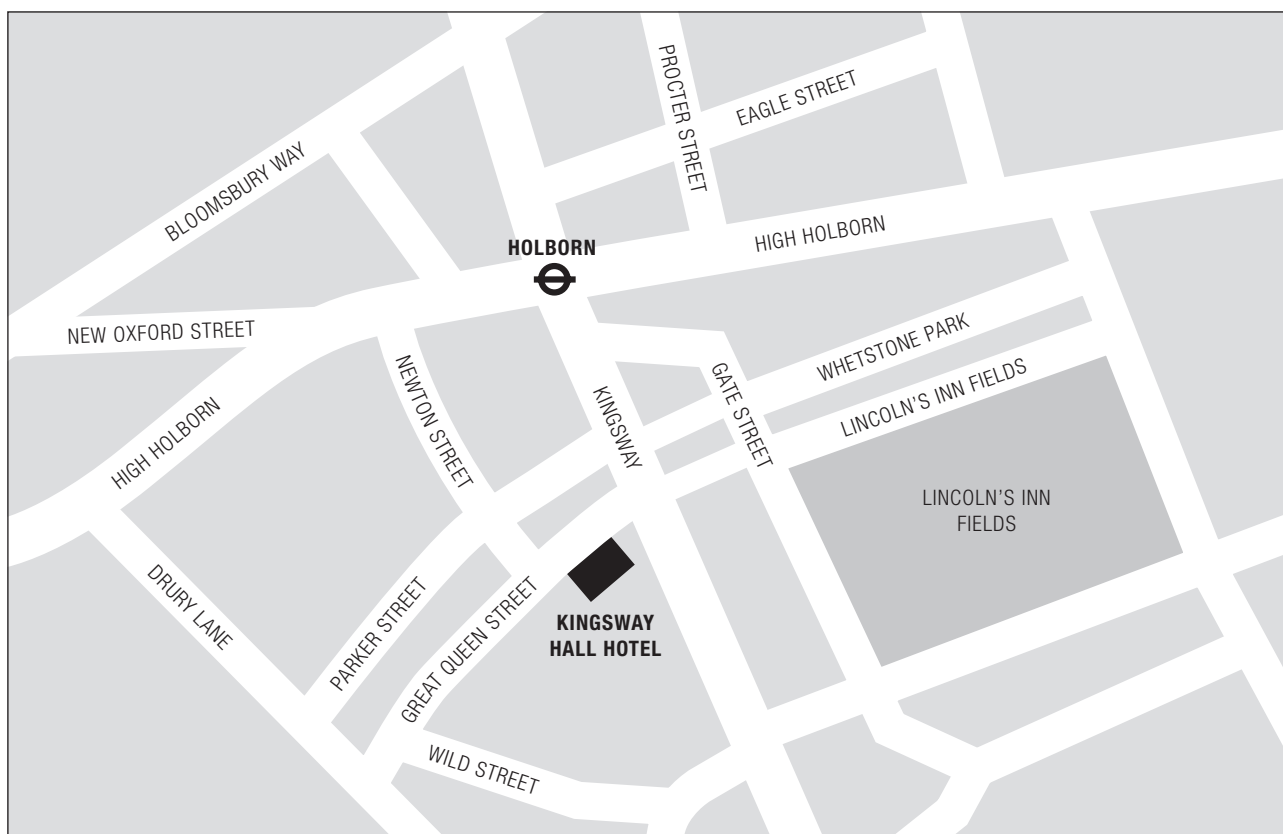 PROCTER STREET
EAGLE STREET
BLOOMSBURY WAY
HOLBORN
HIGH HOLBORN
NEW OXFORD STREET
WHETSTONE PARK
GATE STREET
LINCOLN'S INN FIELDS
NEWTON STREET
KINGSWAY
HIGH HOLBORN
LINCOLN'S INN
FIELDS
DRURY LANE
PARKER STREET
GREAT QUEEN STREET
KINGSWAY
HALL HOTEL
WILD STREET